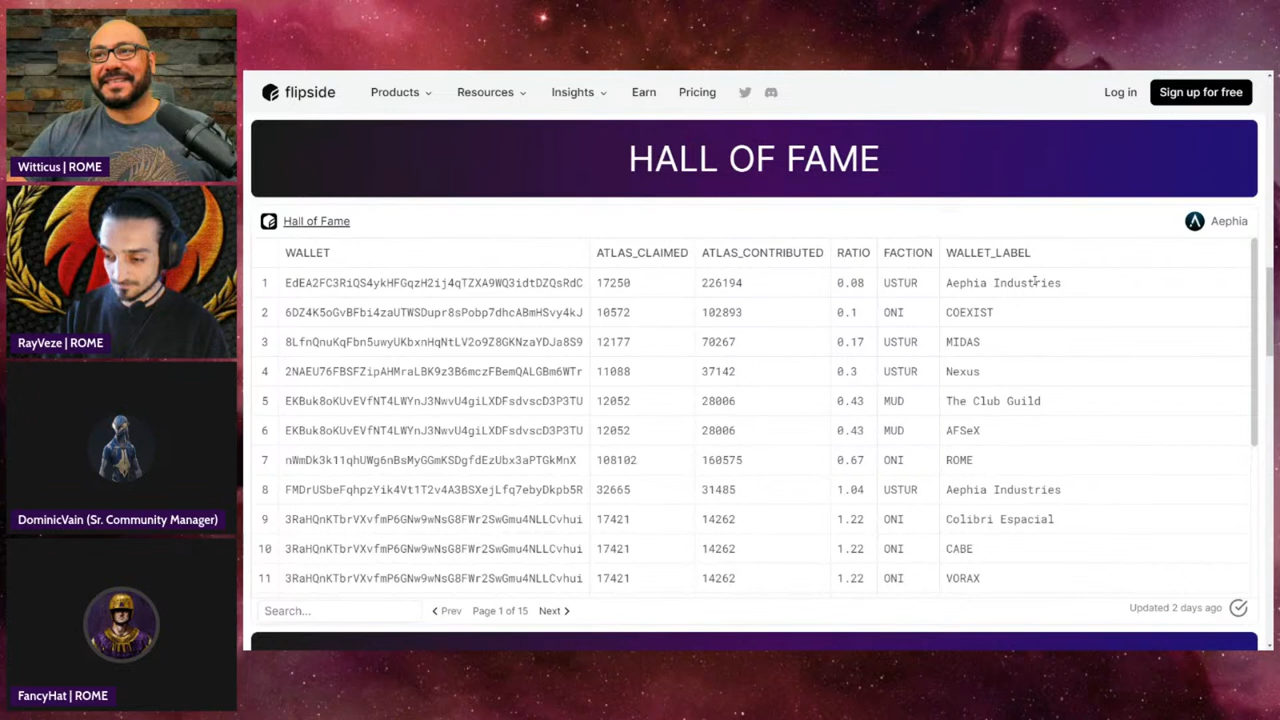 Witticus | ROME
RayVeze | ROME
DominicVain (Sr. Community Manager)
FancyHat | ROME
flipside Products Resources Insights Earn Pricing Log in Sign up for free
HALL OF FAME
Hall of Fame Aephia
WALLET ATLAS_CLAIMED ATLAS_CONTRIBUTED RATIO FACTION WALLET_LABEL
1 EdEA2FC3RiQS4ykHFGqzH2ij4qTZXA9WQ3idtDZQsRdC 17250 226194 0.08 USTUR Aephia Industries
2 6DZ4K5oGvBFbi4zaUTWSDupr8sPobp7dhcABmHSvy4kJ 10572 102893 0.1 ONI COEXIST
3 8LfnQnuKqFbn5uwyUKbxnHqNtLV2o9Z8GKNzaYDJa8S9 12177 70267 0.17 USTUR MIDAS
4 2NAEU76FBSFZipAHMraLBK9z3B6mczFBemQALGBm6WTr 11088 37142 0.3 USTUR Nexus
5 EKBuk8oKUvEVfNT4LWYnJ3NwvU4giLXDFsdvscD3P3TU 12052 28006 0.43 MUD The Club Guild
6 EKBuk8oKUvEVfNT4LWYnJ3NwvU4giLXDFsdvscD3P3TU 12052 28006 0.43 MUD AFSeX
7 nWmDk3k11qhUWg6nBsMyGGmKSDgfdEzUbx3aPTGkMnX 108102 160575 0.67 ONI ROME
8 FMDrUSbeFqhpzYik4Vt1T2v4A3BSXejLfq7ebyDkpb5R 32665 31485 1.04 USTUR Aephia Industries
9 3RaHQnKTbrVXvfmP6GNw9wNsG8FWr2SwGmu4NLLCvhui 17421 14262 1.22 ONI Colibri Espacial
10 3RaHQnKTbrVXvfmP6GNw9wNsG8FWr2SwGmu4NLLCvhui 17421 14262 1.22 ONI CABE
11 3RaHQnKTbrVXvfmP6GNw9wNsG8FWr2SwGmu4NLLCvhui 17421 14262 1.22 ONI VORAX
Search... Prev Page 1 of 15 Next Updated 2 days ago